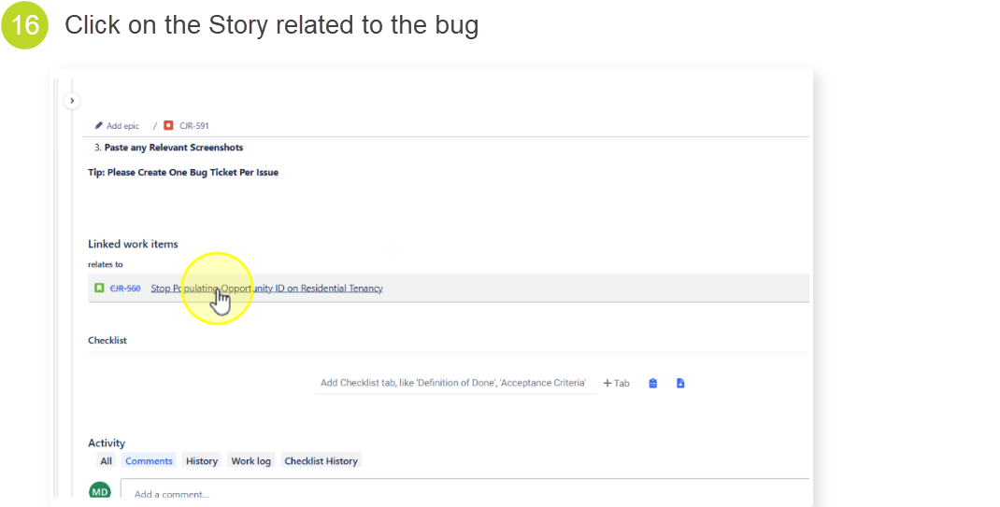 16 Click on the Story related to the bug
Add epic / CJR-591
3. Paste any Relevant Screenshots
Tip: Please Create One Bug Ticket Per Issue
Linked work items
relates to
CJR-560 Stop Populating Opportunity ID on Residential Tenancy
Checklist
Add Checklist tab, like 'Definition of Done', 'Acceptance Criteria' + Tab
Activity
All Comments History Work log Checklist History
MD Add a comment...